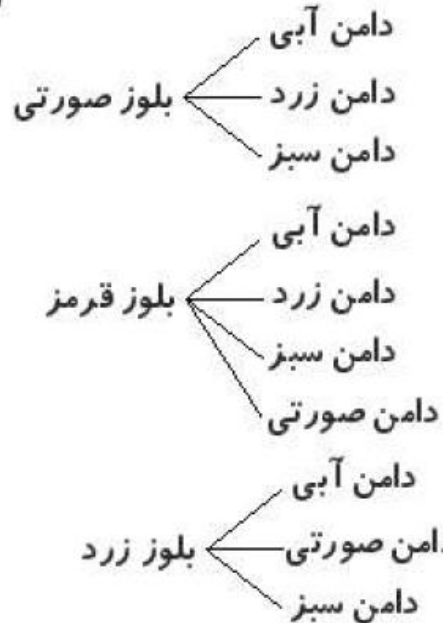 دامن آبی
بلوز صورتی
دامن زرد
دامن سبز
دامن آبی
بلوز قرمز
دامن زرد
دامن سبز
دامن صورتی
دامن آبی
بلوز زرد
دامن صورتی
دامن سبز